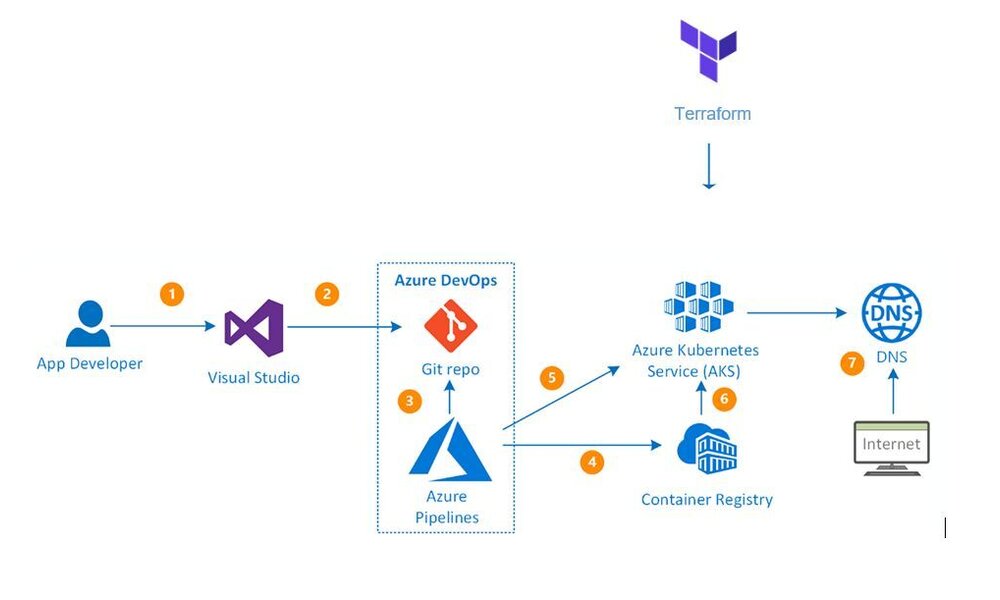 Terraform
Azure DevOps
1
2
App Developer
Visual Studio
Git repo
3
Azure
Pipelines
5
4
Azure Kubernetes
Service (AKS)
6
Container Registry
DNS
DNS
7
Internet